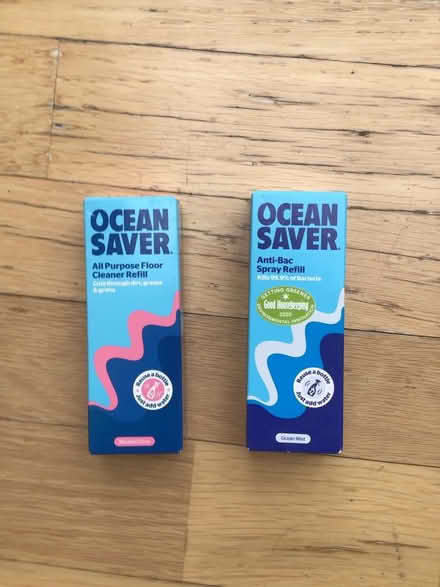 OCEAN
SAVER
All Purpose Floor
Cleaner Refill
Cuts through dirt, grease
& grime
Reuse a bottle
Just add water
OCEAN
SAVER
Anti-Bac
Spray Refill
Kills 99.9% of Bacteria
GETTING GREENER
Good Housekeeping
2020
Reuse a bottle
Just add water
Ocean Mist